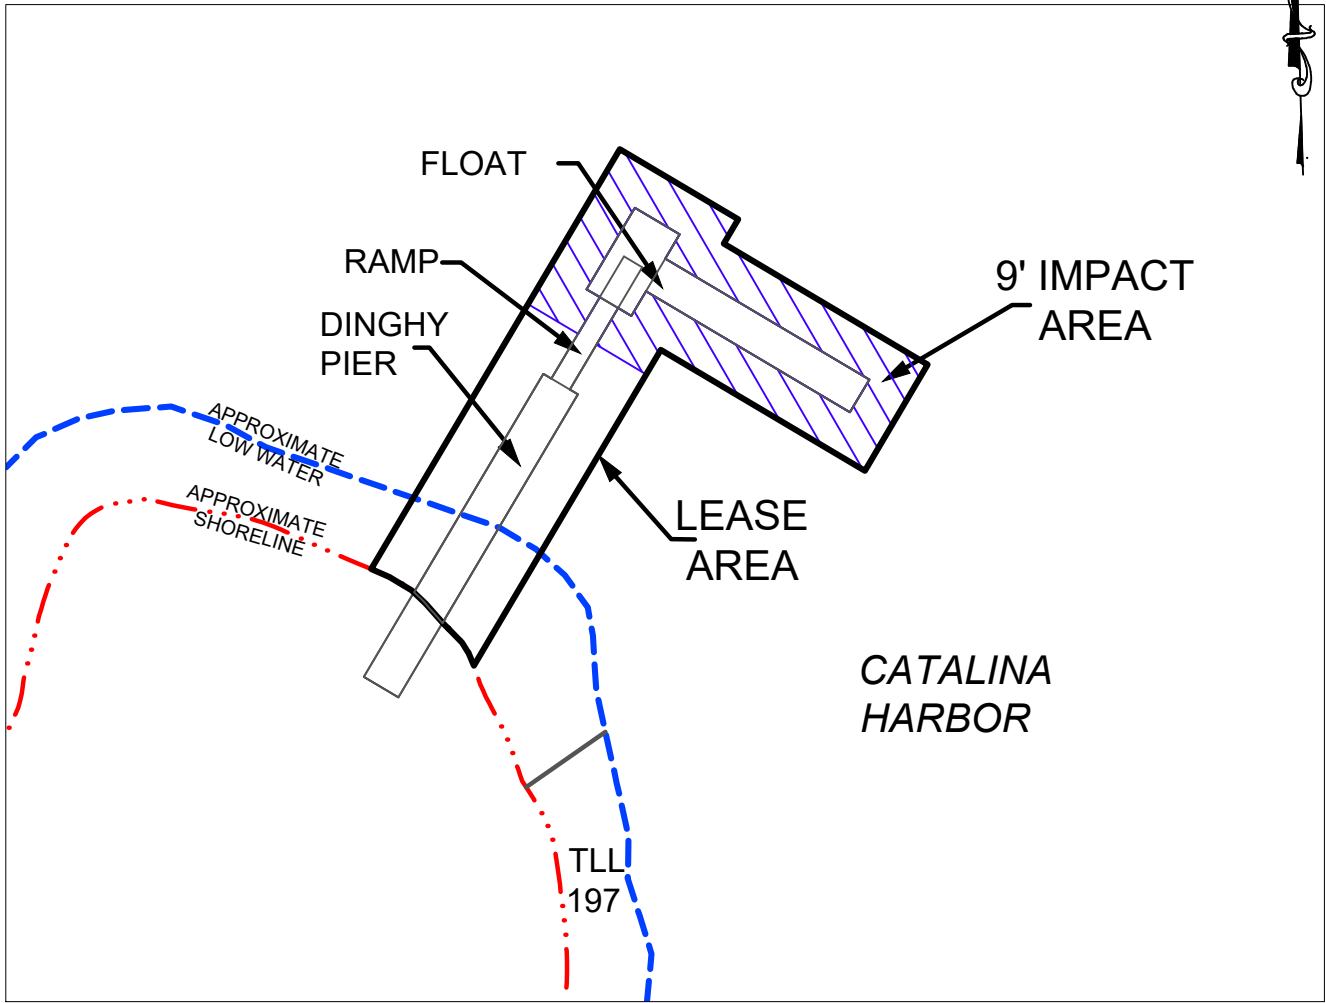 FLOAT
RAMP
9' IMPACT
AREA
DINGHY
PIER
APPROXIMATE
LOW WATER
APPROXIMATE
SHORELINE
LEASE
AREA
CATALINA
HARBOR
TLL
197